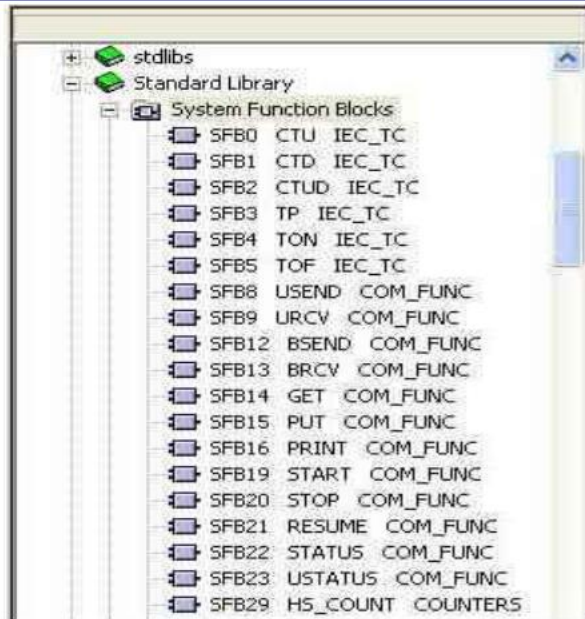 stdlibs
Standard Library
System Function Blocks
SFB0 CTU IEC_TC
SFB1 CTD IEC_TC
SFB2 CTUD IEC_TC
SFB3 TP IEC_TC
SFB4 TON IEC_TC
SFB5 TOF IEC_TC
SFB8 USEND COM_FUNC
SFB9 URCV COM_FUNC
SFB12 BSEND COM_FUNC
SFB13 BRCV COM_FUNC
SFB14 GET COM_FUNC
SFB15 PUT COM_FUNC
SFB16 PRINT COM_FUNC
SFB19 START COM_FUNC
SFB20 STOP COM_FUNC
SFB21 RESUME COM_FUNC
SFB22 STATUS COM_FUNC
SFB23 USTATUS COM_FUNC
SFB29 HS_COUNT COUNTERS